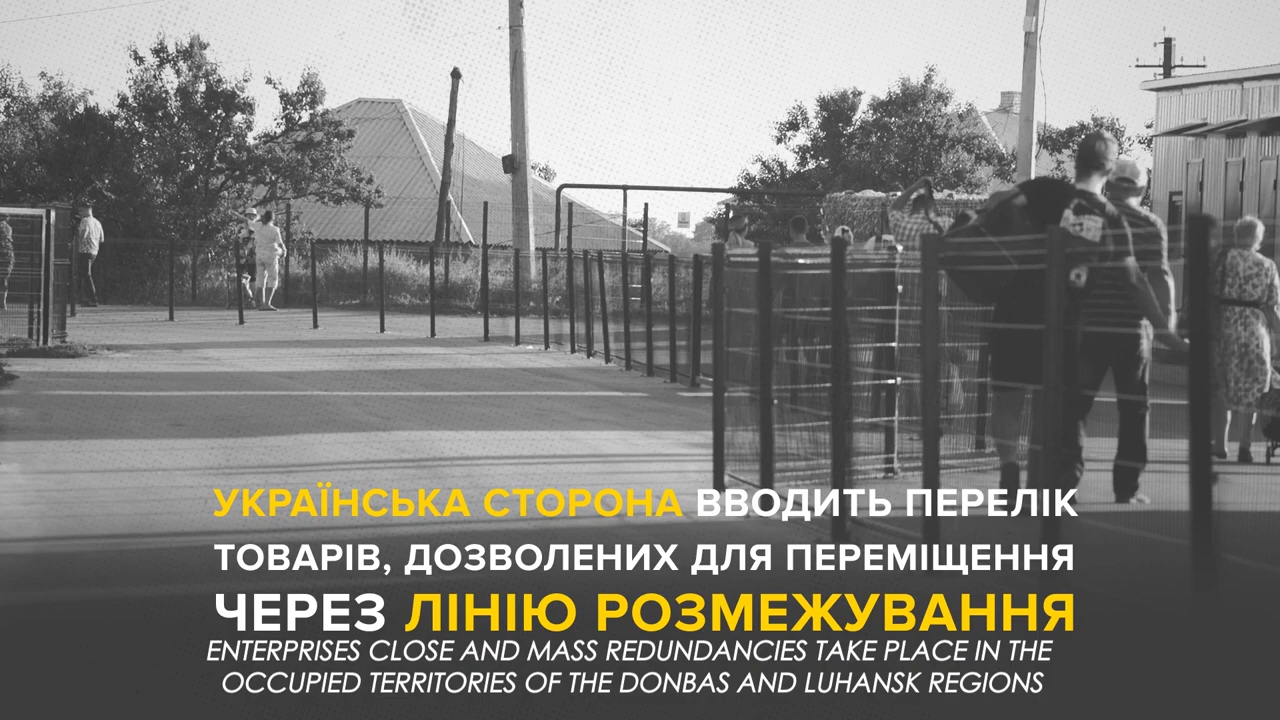 УКРАЇНСЬКА СТОРОНА ВВОДИТЬ ПЕРЕЛІК
ТОВАРІВ, ДОЗВОЛЕНИХ ДЛЯ ПЕРЕМІЩЕННЯ
ЧЕРЕЗ ЛІНІЮ РОЗМЕЖУВАННЯ
ENTERPRISES CLOSE AND MASS REDUNDANCIES TAKE PLACE IN THE
OCCUPIED TERRITORIES OF THE DONBAS AND LUHANSK REGIONS